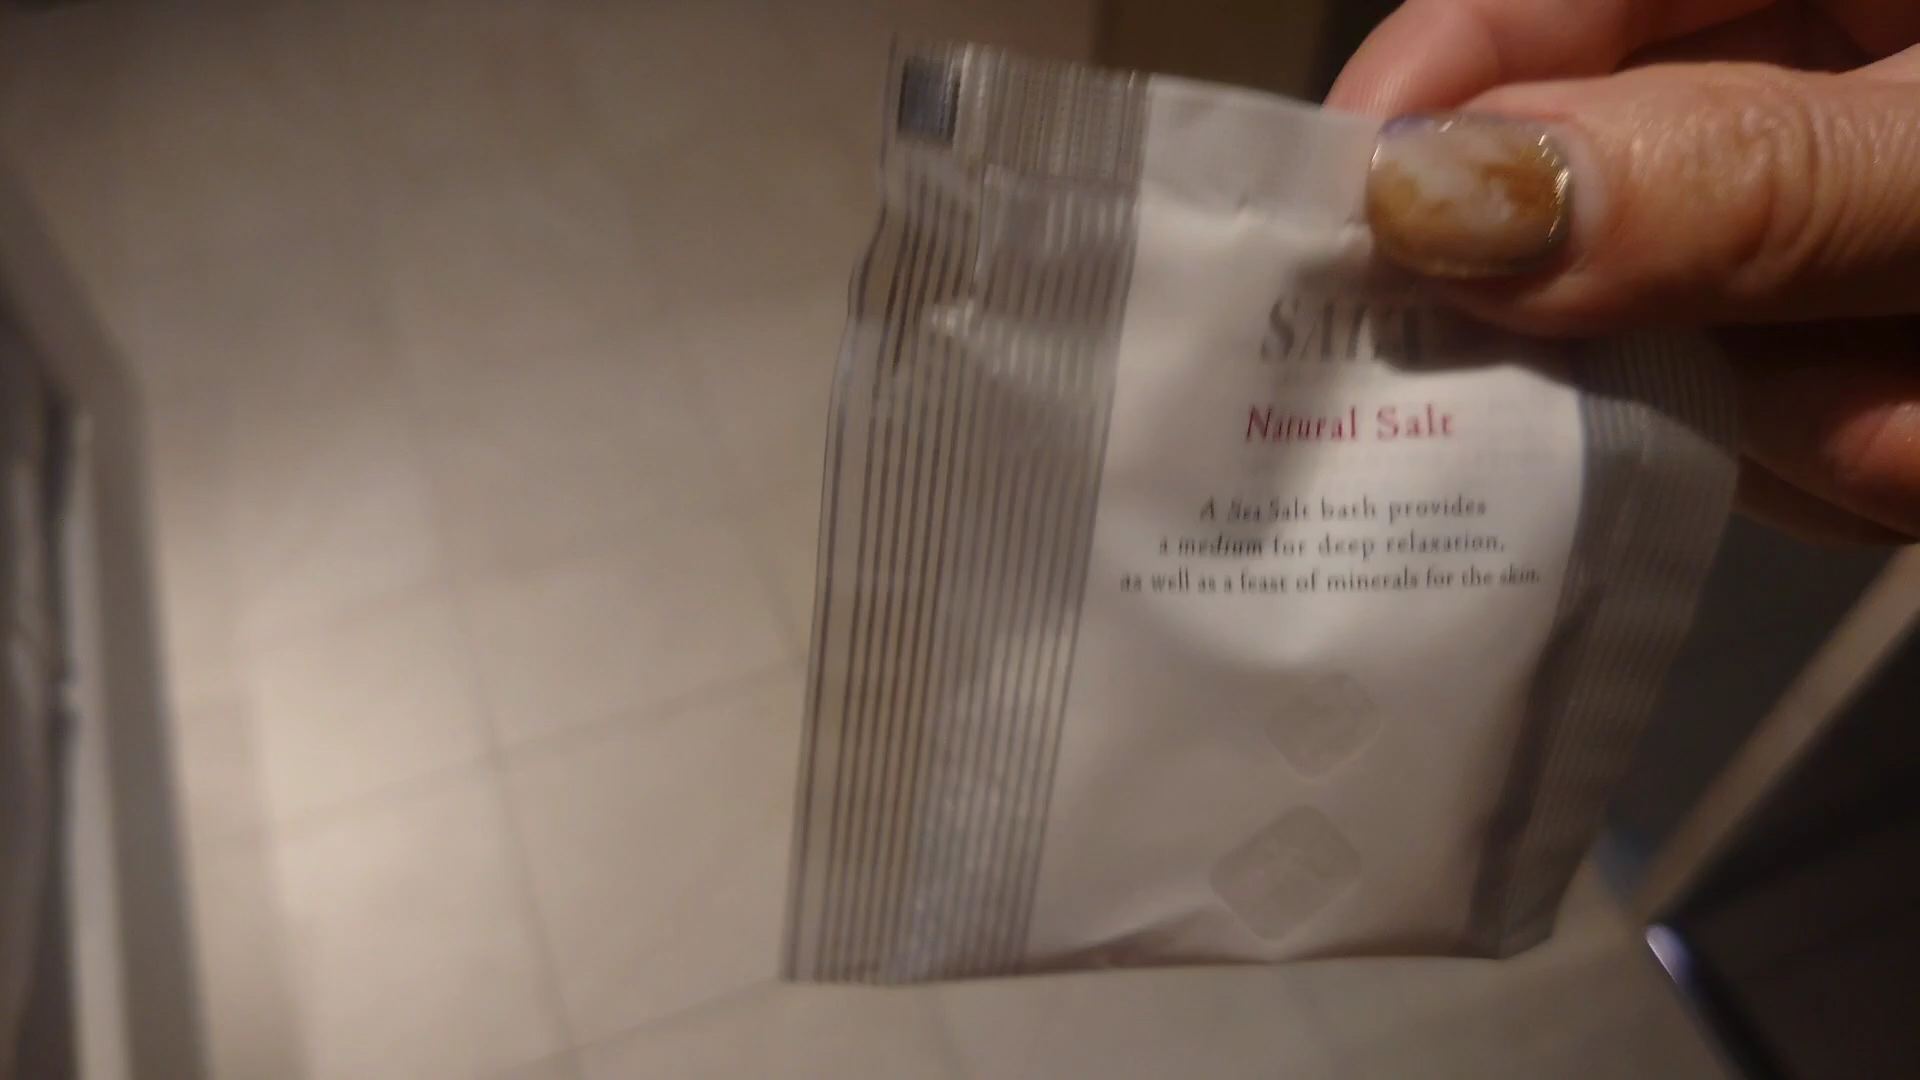 SALT
Natural Salt
A Sea Salt bath provides
a medium for deep relaxation,
as well as a feast of minerals for the skin.